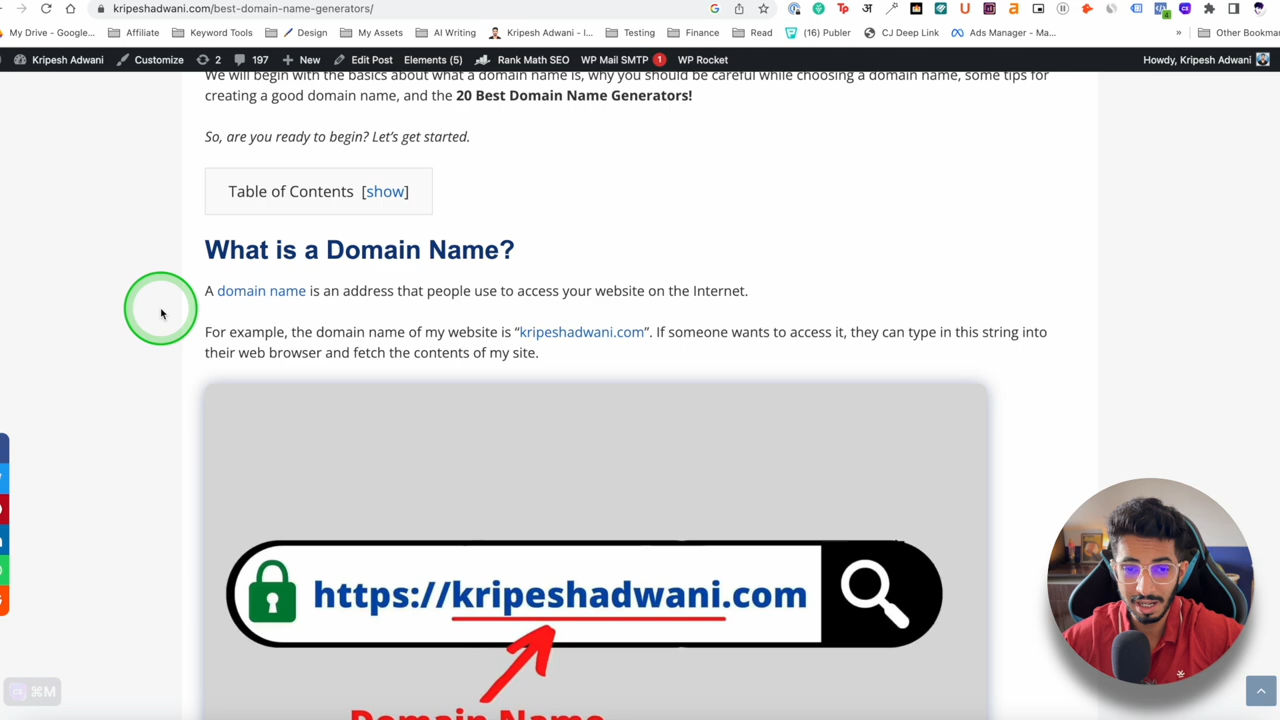 kripeshadwani.com/best-domain-name-generators/
My Drive - Google... Affiliate Keyword Tools Design My Assets AI Writing Kripesh Adwani - I... Testing Finance Read (16) Publer CJ Deep Link Ads Manager - Ma... » Other Bookmar
Kripesh Adwani Customize 2 197 New Edit Post Elements (5) Rank Math SEO WP Mail SMTP 1 WP Rocket Howdy, Kripesh Adwani
We will begin with the basics about what a domain name is, why you should be careful while choosing a domain name, some tips for
creating a good domain name, and the 20 Best Domain Name Generators!
So, are you ready to begin? Let's get started.
Table of Contents [show]
What is a Domain Name?
A domain name is an address that people use to access your website on the Internet.
For example, the domain name of my website is “kripeshadwani.com”. If someone wants to access it, they can type in this string into
their web browser and fetch the contents of my site.
https://kripeshadwani.com
Domain Name
⌘M